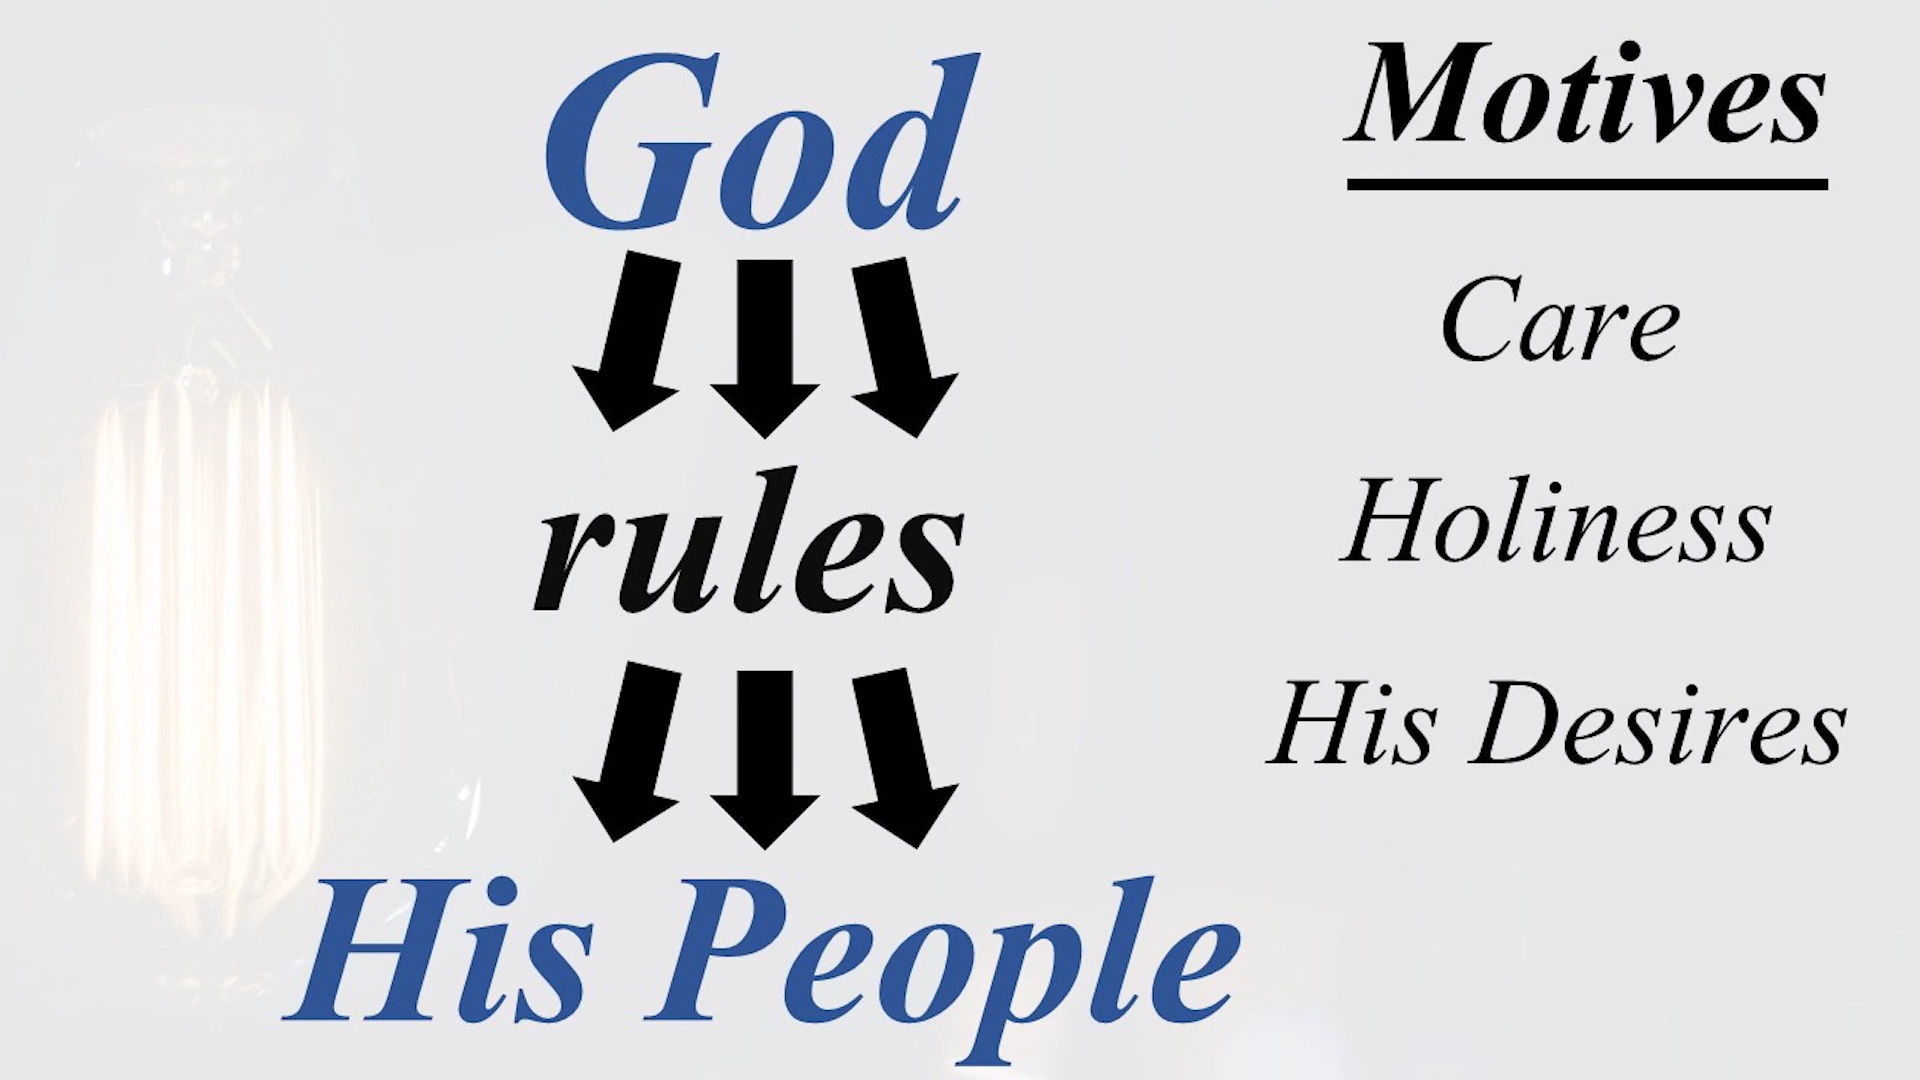 God
rules
His People
Motives
Care
Holiness
His Desires